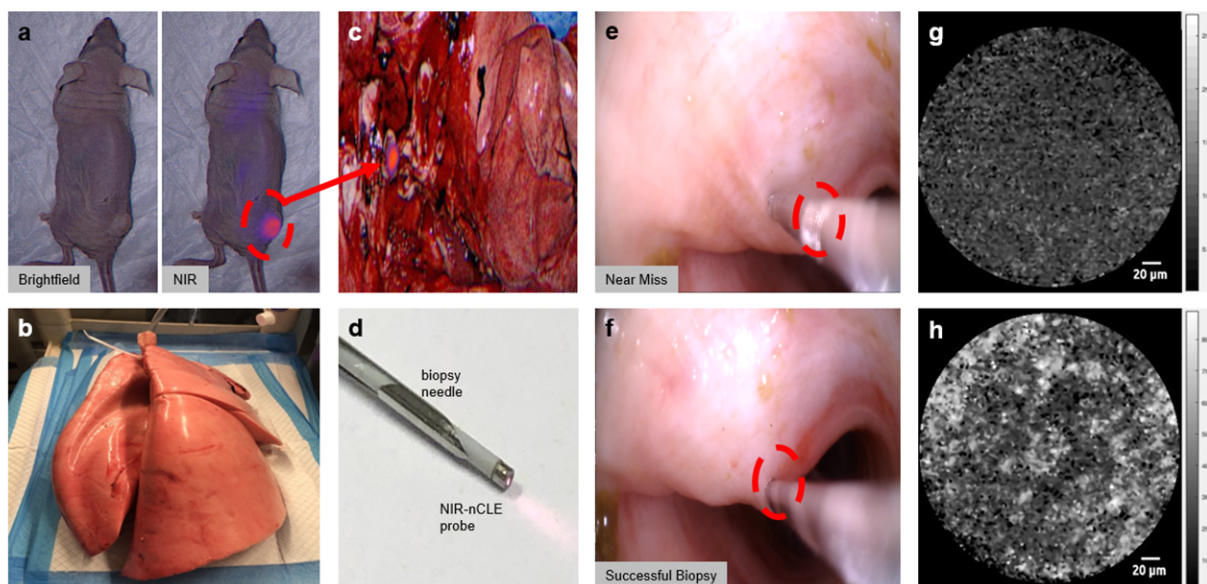 a
Brightfield
NIR
b
c
d
biopsy
needle
NIR-nCLE
probe
e
Near Miss
f
Successful Biopsy
g
20 µm
h
20 µm